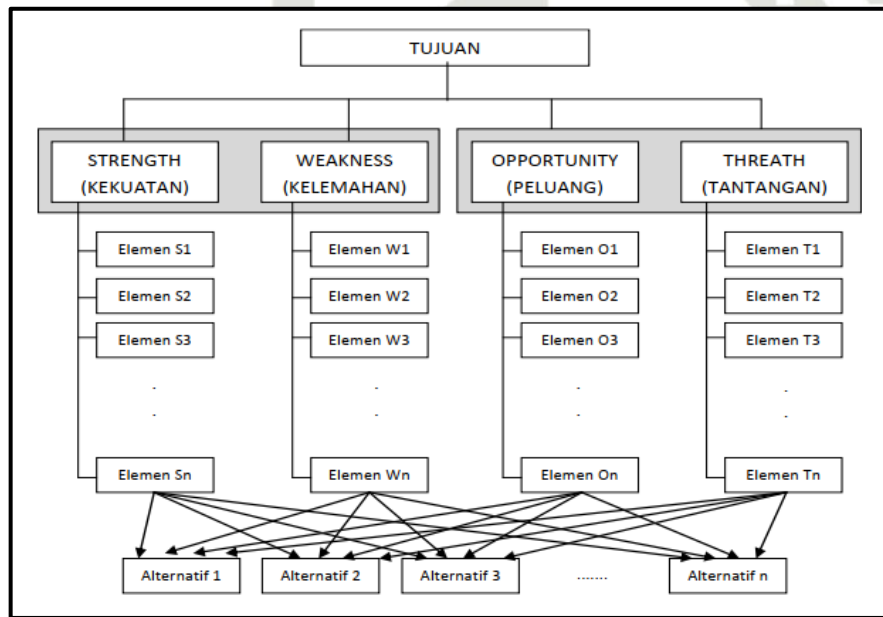 TUJUAN
STRENGTH
(KEKUATAN)
WEAKNESS
(KELEMAHAN)
OPPORTUNITY
(PELUANG)
THREATH
(TANTANGAN)
Elemen S1
Elemen W1
Elemen O1
Elemen T1
Elemen S2
Elemen W2
Elemen O2
Elemen T2
Elemen S3
Elemen W3
Elemen O3
Elemen T3
. . . .
. . . .
Elemen Sn
Elemen Wn
Elemen On
Elemen Tn
Alternatif 1
Alternatif 2
Alternatif 3
.......
Alternatif n